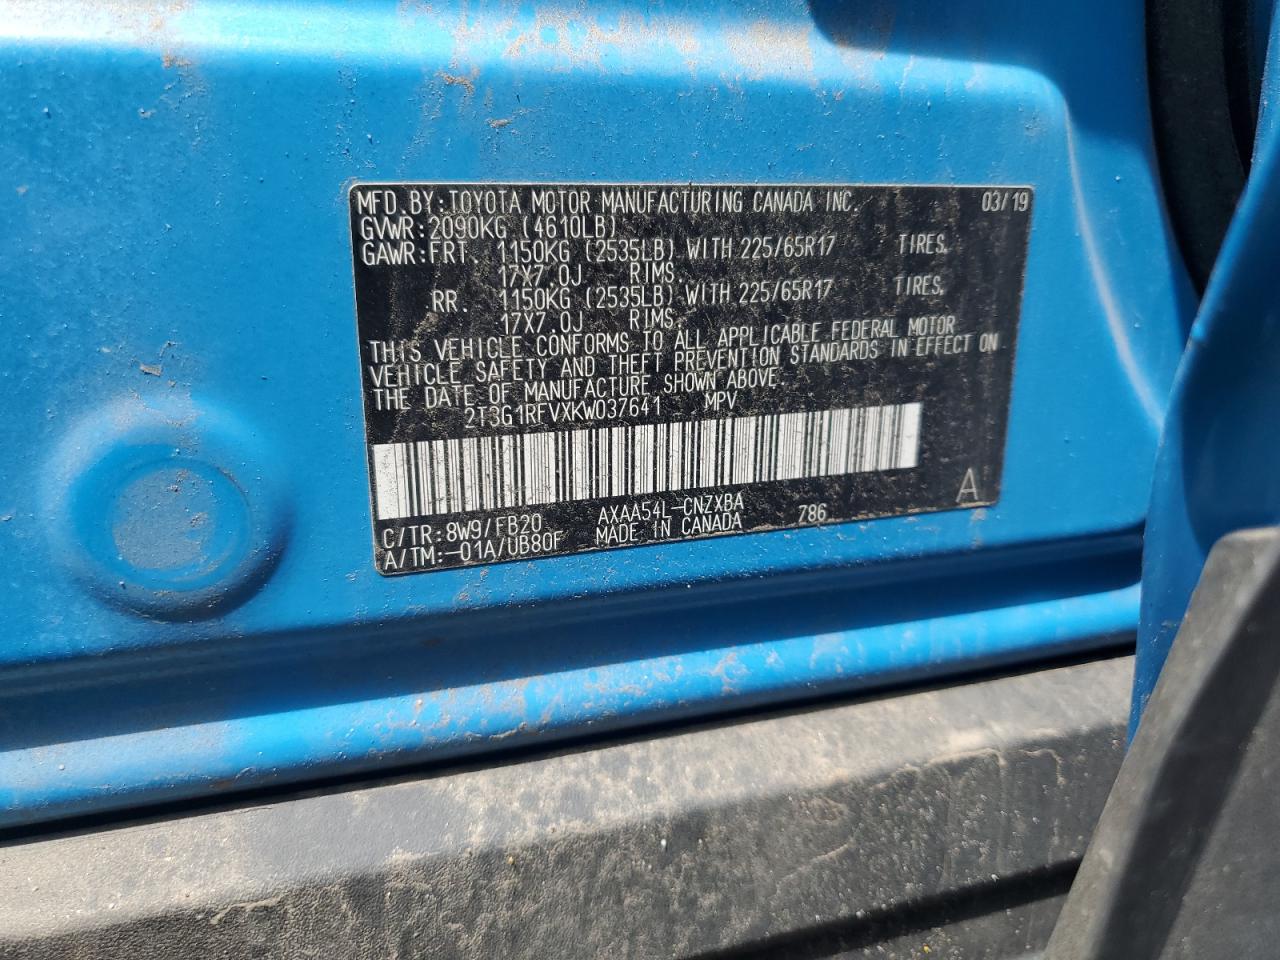 MFD. BY: TOYOTA MOTOR MANUFACTURING CANADA INC. 03/19
GVWR: 2090KG (4610LB)
GAWR: FRT. 1150KG (2535LB) WITH 225/65R17 TIRES,
17X7.0J RIMS.
RR. 1150KG (2535LB) WITH 225/65R17 TIRES,
17X7.0J RIMS.
THIS VEHICLE CONFORMS TO ALL APPLICABLE FEDERAL MOTOR
VEHICLE SAFETY AND THEFT PREVENTION STANDARDS IN EFFECT ON
THE DATE OF MANUFACTURE SHOWN ABOVE.
2T3G1RFVXKW037641 MPV
C/TR: 8W9/FB20 AXAA54L-CNZXBA 786 A
A/TM: -01A/UB80F MADE IN CANADA